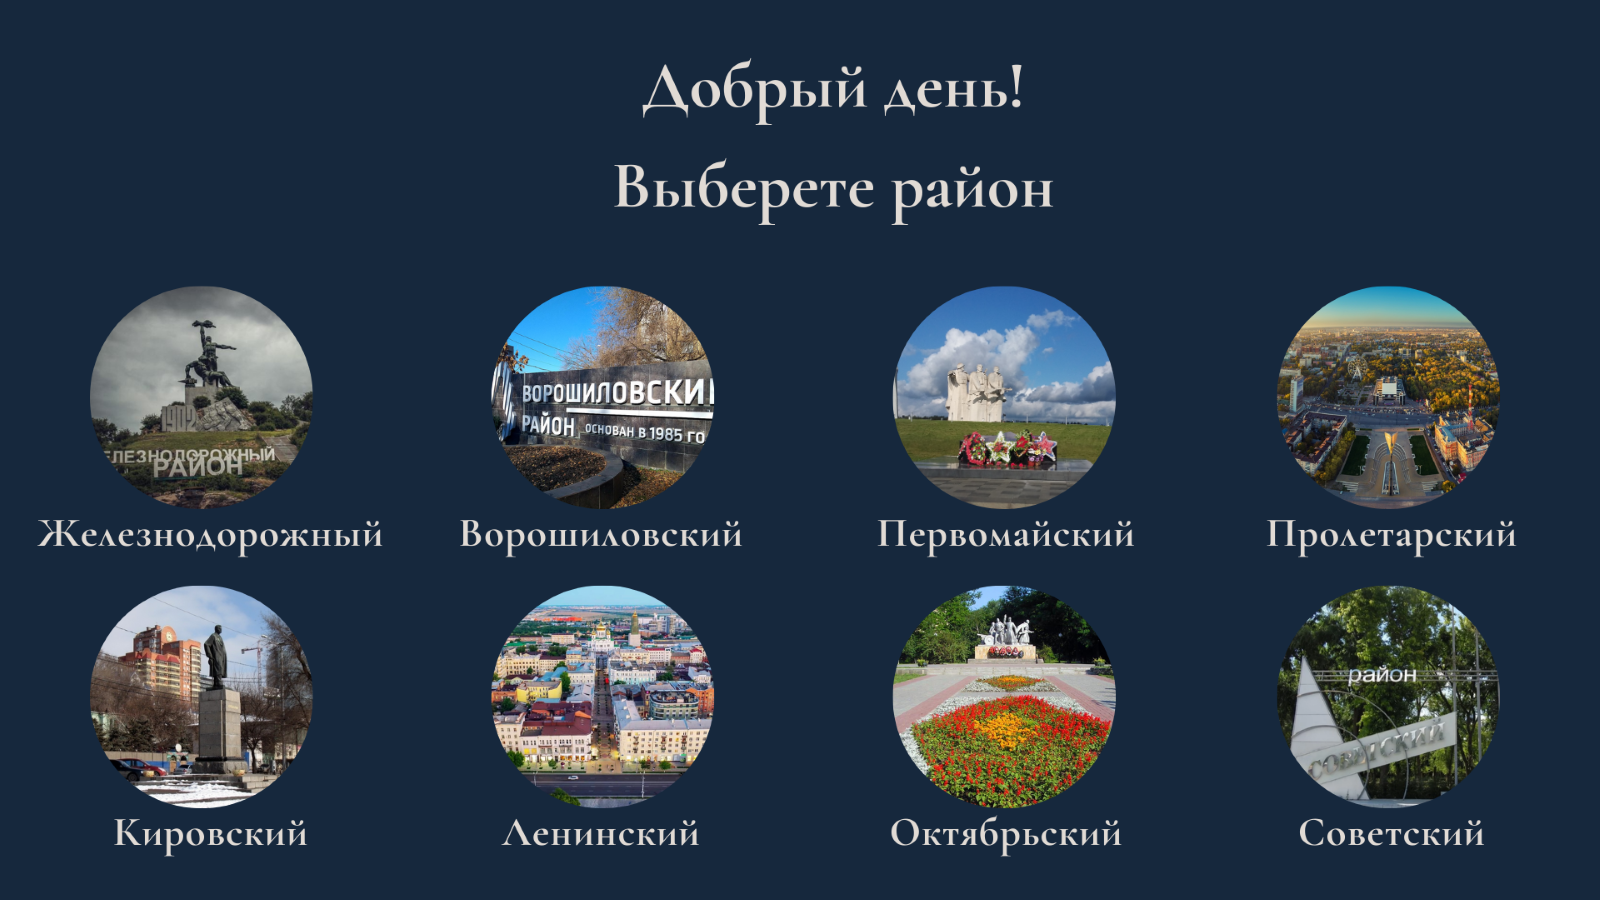 Добрый день!
Выберете район
1902
ЕЛЕЗНОДОРОЖНЫЙ
РАЙОН
ВОРОШИЛОВСКИЙ
РАЙОН ОСНОВАН В 1985 ГО
Железнодорожный
Ворошиловский
Первомайский
Пролетарский
район
СОВЕТСКИЙ
Кировский
Ленинский
Октябрьский
Советский